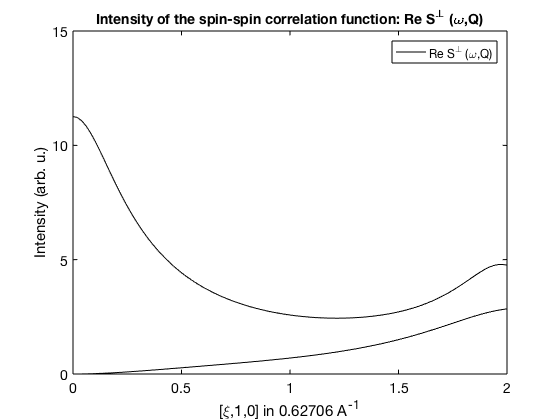 Intensity of the spin-spin correlation function: Re S⊥ (ω,Q)
15
Re S⊥ (ω,Q)
10
Intensity (arb. u.)
5
0
0 0.5 1 1.5 2
[ξ,1,0] in 0.62706 A-1